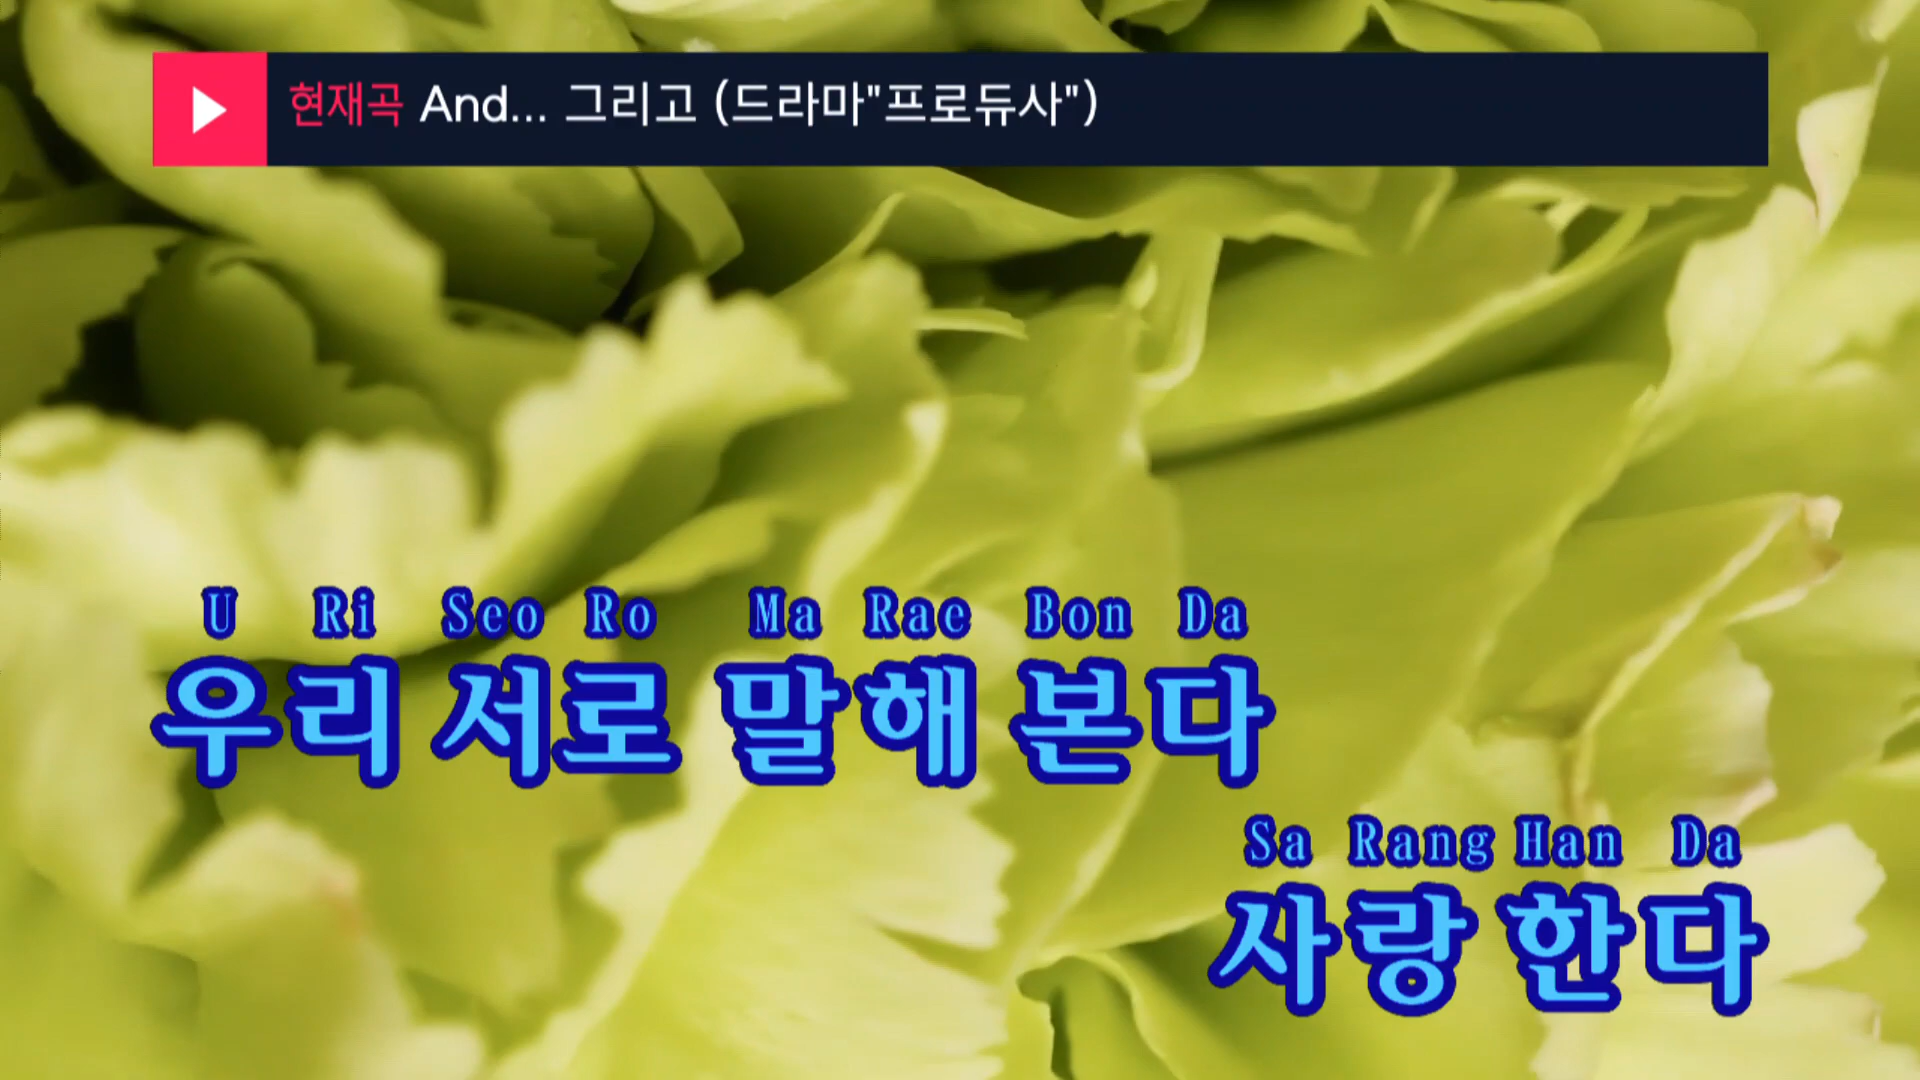 현재곡 And... 그리고 (드라마"프로듀사")
U Ri Seo Ro Ma Rae Bon Da
우리 서로 말해 본다
Sa Rang Han Da
사랑 한다